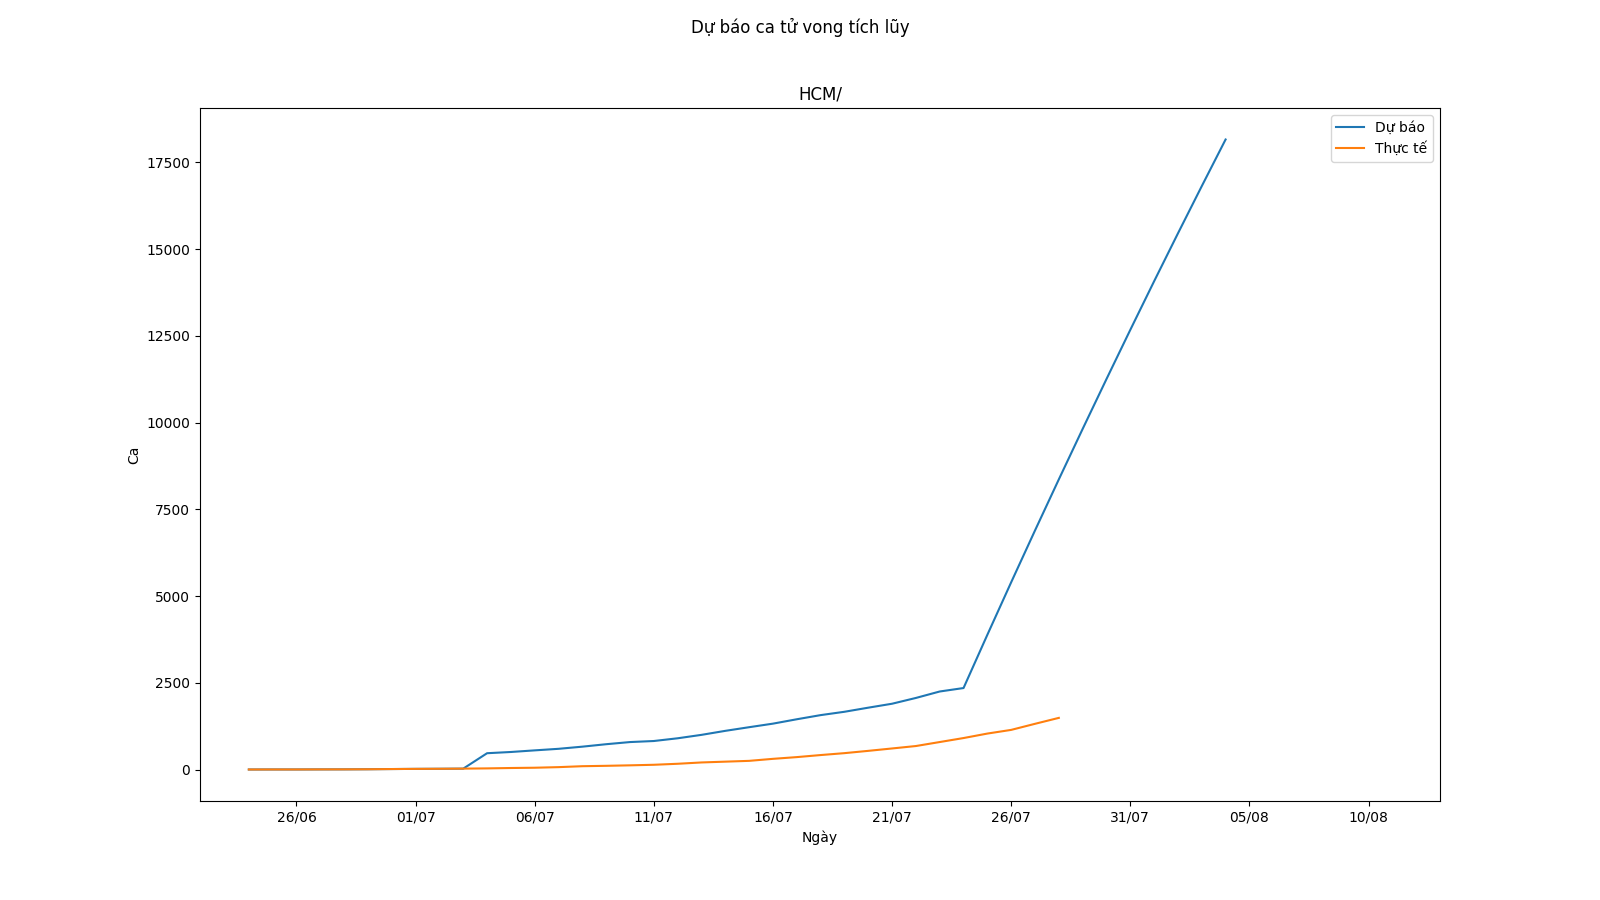 Dự báo ca tử vong tích lũy
HCM/
Dự báo
Thực tế
17500
15000
12500
10000
7500
5000
2500
0
Ca
26/06 01/07 06/07 11/07 16/07 21/07 26/07 31/07 05/08 10/08
Ngày